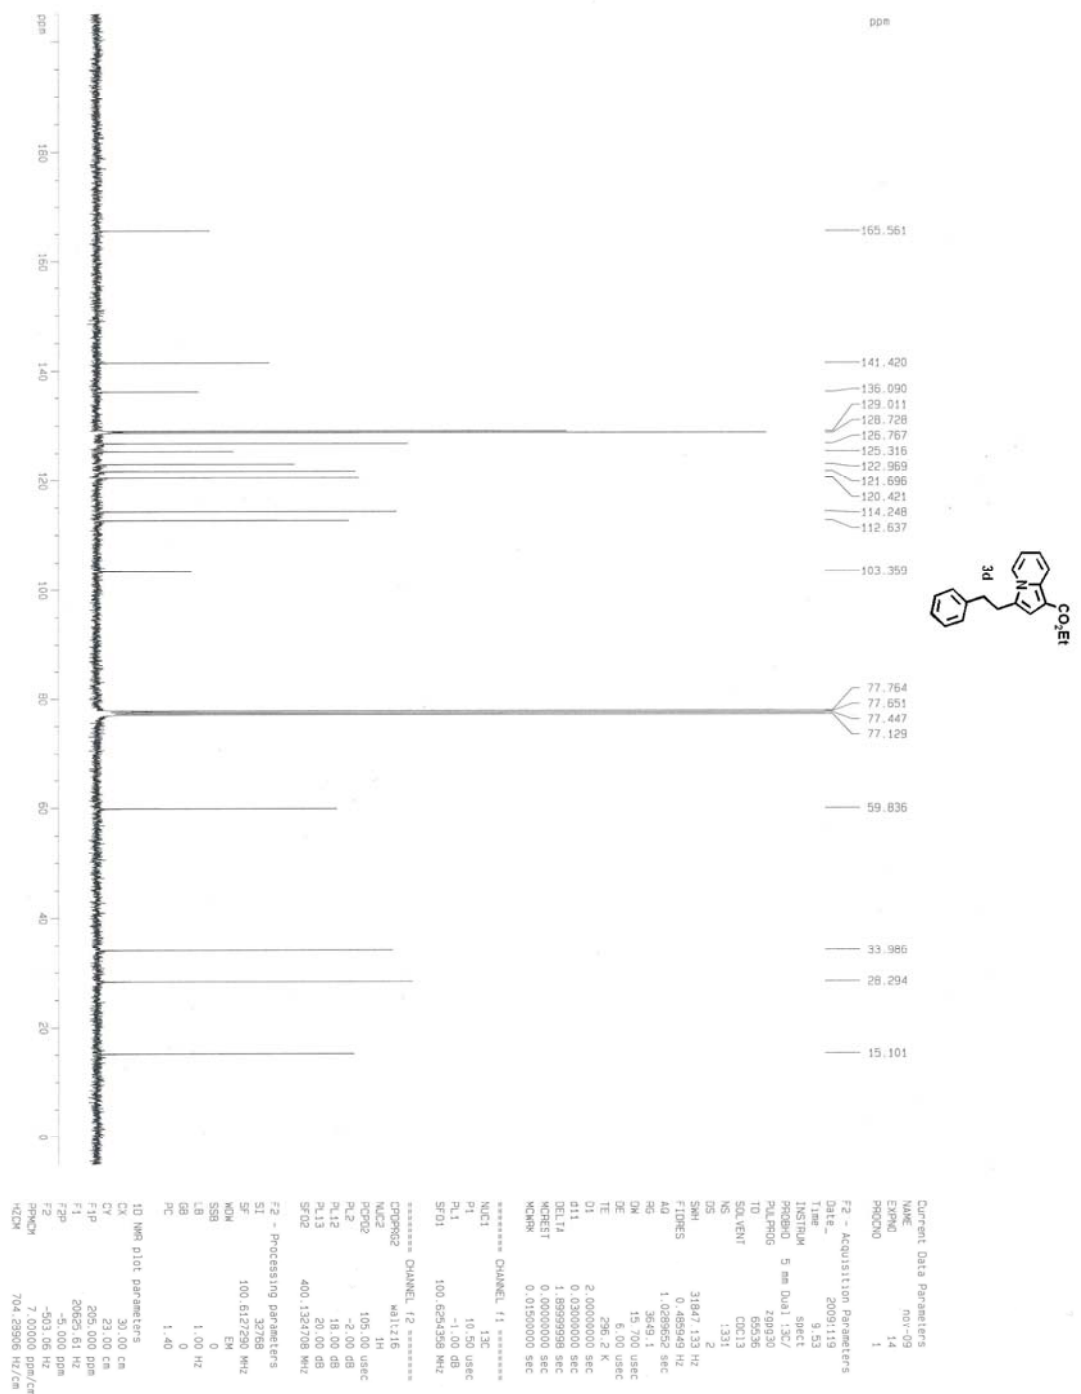 ppm
165.561
141.420
136.090
129.011
128.728
126.767
125.316
122.969
121.696
120.421
114.248
112.637
103.359
77.764
77.651
77.447
77.129
59.836
33.986
28.294
15.101
ppm
180
160
140
120
100
80
60
40
20
0
CO2Et
N
3d
Current Data Parameters
NAME nov-09
EXPNO 14
PROCNO 1
F2 - Acquisition Parameters
Date_ 20091119
Time 9.53
INSTRUM spect
PROBHD 5 mm Dual 13C/
PULPROG zgpg30
TD 65536
SOLVENT CDCl3
NS 1331
DS 2
SWH 31847.133 Hz
FIDRES 0.485949 Hz
AQ 1.0289652 sec
RG 3649.1
DW 15.700 usec
DE 6.00 usec
TE 296.2 K
D1 2.00000000 sec
d11 0.03000000 sec
DELTA 1.89999998 sec
MCREST 0.00000000 sec
MCWRK 0.01500000 sec
======== CHANNEL f1 ========
NUC1 13C
P1 10.50 usec
PL1 -1.00 dB
SFO1 100.6254358 MHz
======== CHANNEL f2 ========
CPDPRG2 waltz16
NUC2 1H
PCPD2 105.00 usec
PL2 -2.00 dB
PL12 18.00 dB
PL13 20.00 dB
SFO2 400.1324708 MHz
F2 - Processing parameters
SI 32768
SF 100.6127290 MHz
WDW EM
SSB 0
LB 1.00 Hz
GB 0
PC 1.40
1D NMR plot parameters
CX 30.00 cm
CY 23.00 cm
F1P 205.000 ppm
F1 20625.61 Hz
F2P -5.000 ppm
F2 -503.06 Hz
PPMCM 7.00000 ppm/cm
HZCM 704.28906 Hz/cm